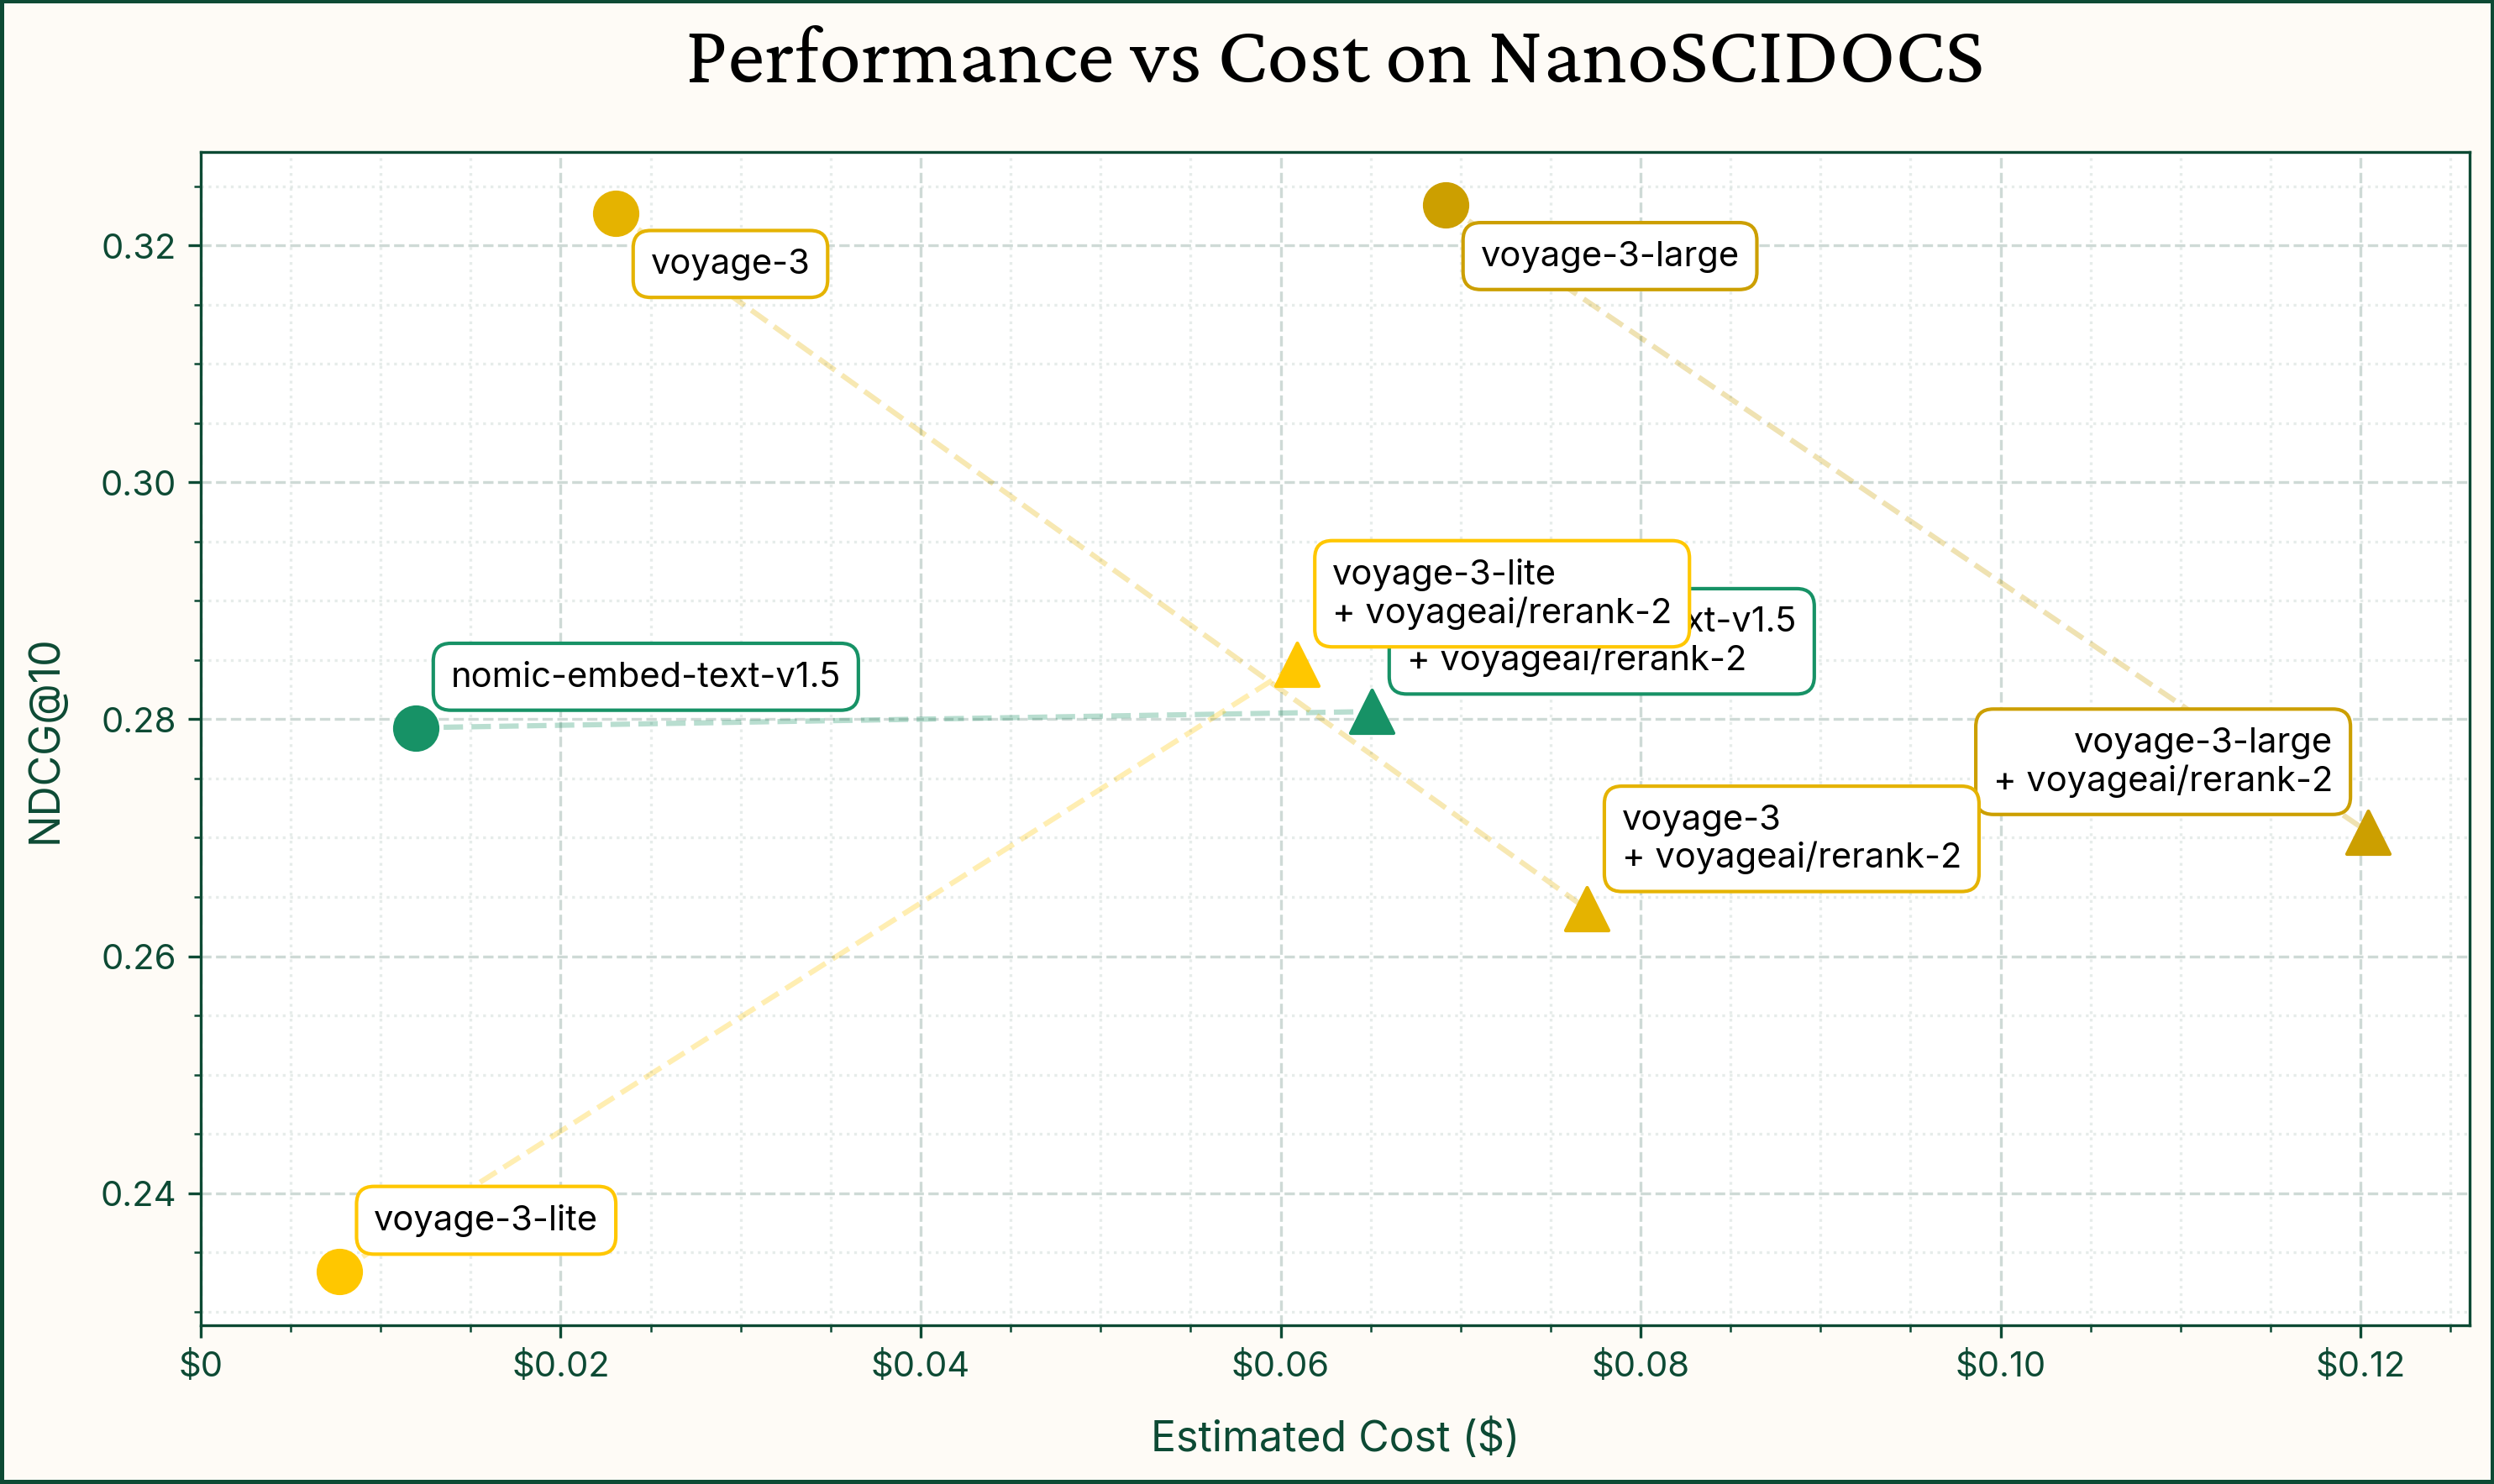 Performance vs Cost on NanoSCIDOCS
NDCG@10
0.32
0.30
0.28
0.26
0.24
voyage-3
voyage-3-large
voyage-3-lite
+ voyageai/rerank-2
xt-v1.5
+ voyageai/rerank-2
nomic-embed-text-v1.5
voyage-3-large
+ voyageai/rerank-2
voyage-3
+ voyageai/rerank-2
voyage-3-lite
$0
$0.02
$0.04
$0.06
$0.08
$0.10
$0.12
Estimated Cost ($)